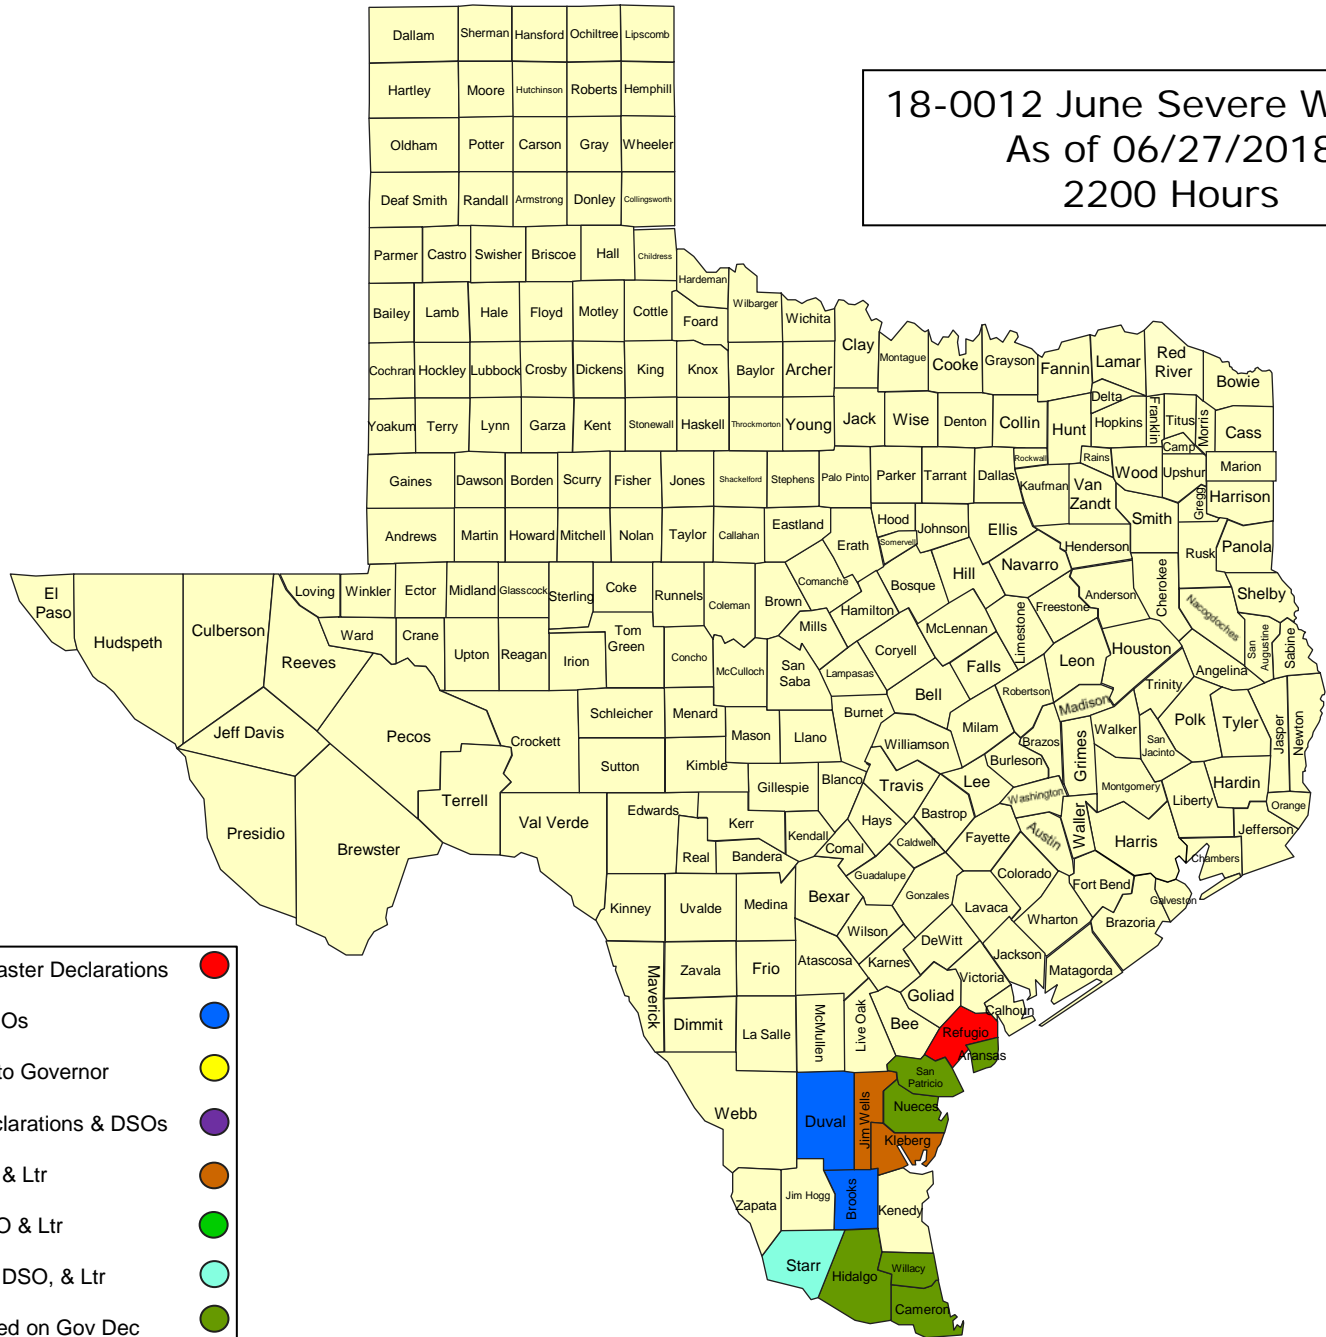 Dallam Sherman Hansford Ochiltree Lipscomb
Hartley Moore Hutchinson Roberts Hemphill
Oldham Potter Carson Gray Wheeler
Deaf Smith Randall Armstrong Donley Collingsworth
Parmer Castro Swisher Briscoe Hall Childress
Hardeman
Bailey Lamb Hale Floyd Motley Cottle Foard Wilbarger Wichita
Clay Montague Cooke Grayson Fannin Lamar Red River Bowie
Cochran Hockley Lubbock Crosby Dickens King Knox Baylor Archer
Delta
Yoakum Terry Lynn Garza Kent Stonewall Haskell Throckmorton Young Jack Wise Denton Collin Hunt Hopkins Franklin Titus Morris Cass
Camp
Rockwall Rains Wood Upshur Marion
Gaines Dawson Borden Scurry Fisher Jones Shackelford Stephens Palo Pinto Parker Tarrant Dallas Kaufman Van Zandt Gregg Harrison
Andrews Martin Howard Mitchell Nolan Taylor Callahan Eastland Erath Hood Somervell Johnson Ellis Henderson Smith Rusk Panola
El Paso Hudspeth Culberson Loving Winkler Ector Midland Glasscock Sterling Coke Runnels Coleman Brown Comanche Hamilton Bosque Hill Navarro Freestone Anderson Cherokee Nacogdoches Shelby
Reeves Ward Crane Upton Reagan Irion Tom Green Concho McCulloch San Saba Mills Lampasas Coryell McLennan Falls Limestone Leon Houston Angelina San Augustine Sabine
Jeff Davis Pecos Crockett Schleicher Menard Mason Llano Burnet Bell Milam Robertson Madison Trinity Walker San Jacinto Polk Tyler Jasper Newton
Presidio Brewster Terrell Val Verde Sutton Kimble Gillespie Blanco Williamson Travis Lee Burleson Brazos Grimes Washington Montgomery Liberty Hardin Orange
Edwards Kerr Real Bandera Kendall Comal Hays Caldwell Bastrop Fayette Austin Waller Harris Chambers Jefferson
Kinney Uvalde Medina Bexar Guadalupe Gonzales Lavaca Colorado Fort Bend Galveston Brazoria Wharton
Maverick Zavala Frio Atascosa Wilson Karnes DeWitt Victoria Jackson Matagorda Calhoun
Dimmit La Salle McMullen Live Oak Bee Goliad Refugio Aransas
San Patricio
Webb Duval Jim Wells Nueces Kleberg
Zapata Jim Hogg Brooks Kenedy
Starr Hidalgo Willacy
Cameron
18-0012 June Severe W
As of 06/27/2018
2200 Hours
aster Declarations
Os
to Governor
clarations & DSOs
& Ltr
O & Ltr
DSO, & Ltr
ed on Gov Dec